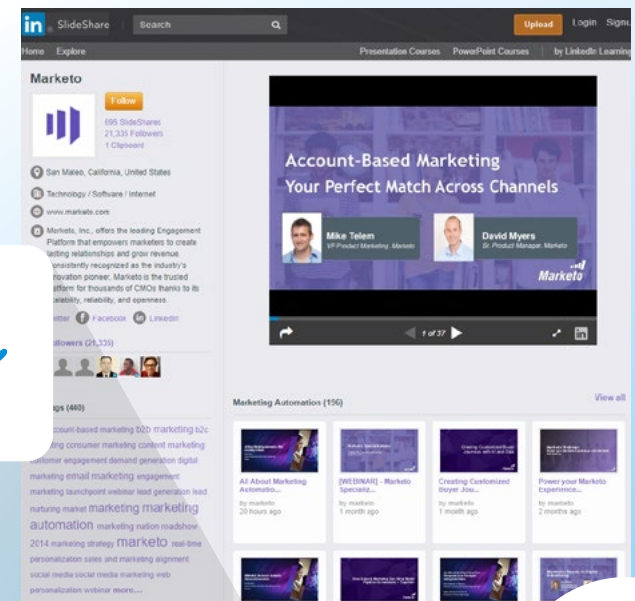 in SlideShare Search Upload Login Signu
Home Explore Presentation Courses PowerPoint Courses by LinkedIn Learning
Marketo
Follow
695 SlideShares
21,335 Followers
1 Clipboard
San Mateo, California, United States
Technology / Software / Internet
www.marketo.com
Marketo, Inc., offers the leading Engagement
Platform that empowers marketers to create
lasting relationships and grow revenue.
Consistently recognized as the industry's
innovation pioneer, Marketo is the trusted
platform for thousands of CMOs thanks to its
scalability, reliability, and openness.
Twitter Facebook LinkedIn
Followers (21,335)
Tags (440)
account-based marketing b2b marketing b2c
marketing consumer marketing content marketing
customer engagement demand generation digital
marketing email marketing engagement
marketing launchpoint webinar lead generation lead
nurturing market marketing marketing
automation marketing nation roadshow
2014 marketing strategy marketo real-time
personalization sales and marketing alignment
social media social media marketing web
personalization webinar more....
Account-Based Marketing
Your Perfect Match Across Channels
Mike Telem
VP Product Marketing, Marketo
David Myers
Sr. Product Manager, Marketo
Marketo
1 of 37
in
Marketing Automation (196)
View all
All About Marketing
Automatio...
by marketo
20 hours ago
[WEBINAR] - Marketo
Specializ...
by marketo
1 month ago
Creating Customized
Buyer Jou...
by marketo
1 month ago
Power your Marketo
Experience...
by marketo
2 months ago